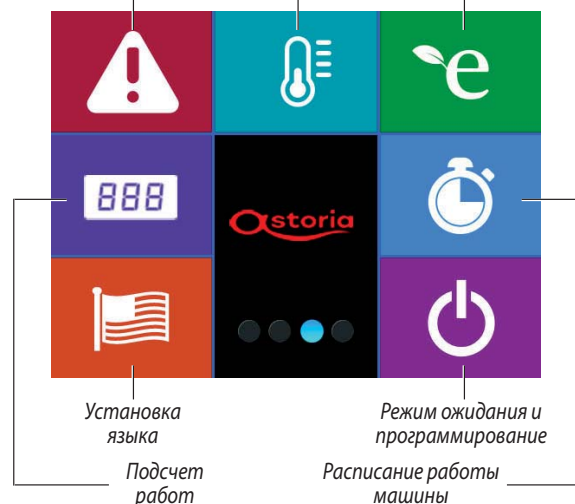 e
888
astoria
Установка
языка
Режим ожидания и
программирование
Подсчет
работ
Расписание работы
машины